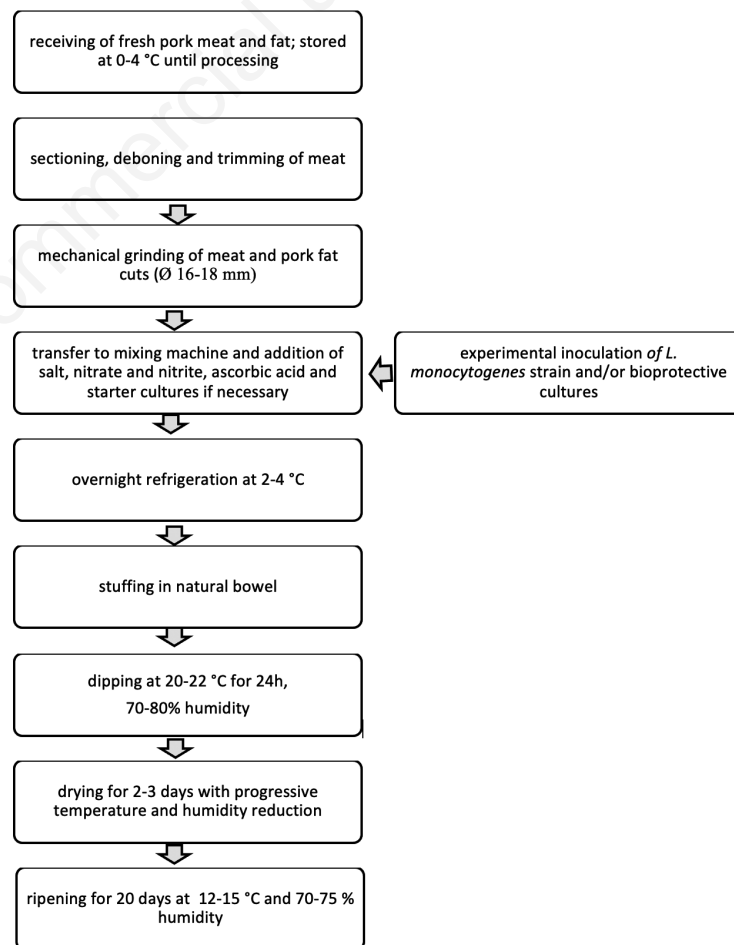 receiving of fresh pork meat and fat; stored
at 0-4 °C until processing
sectioning, deboning and trimming of meat
mechanical grinding of meat and pork fat
cuts (Ø 16-18 mm)
transfer to mixing machine and addition of
salt, nitrate and nitrite, ascorbic acid and
starter cultures if necessary
experimental inoculation of L.
monocytogenes strain and/or bioprotective
cultures
overnight refrigeration at 2-4 °C
stuffing in natural bowel
dipping at 20-22 °C for 24h,
70-80% humidity
drying for 2-3 days with progressive
temperature and humidity reduction
ripening for 20 days at 12-15 °C and 70-75 %
humidity